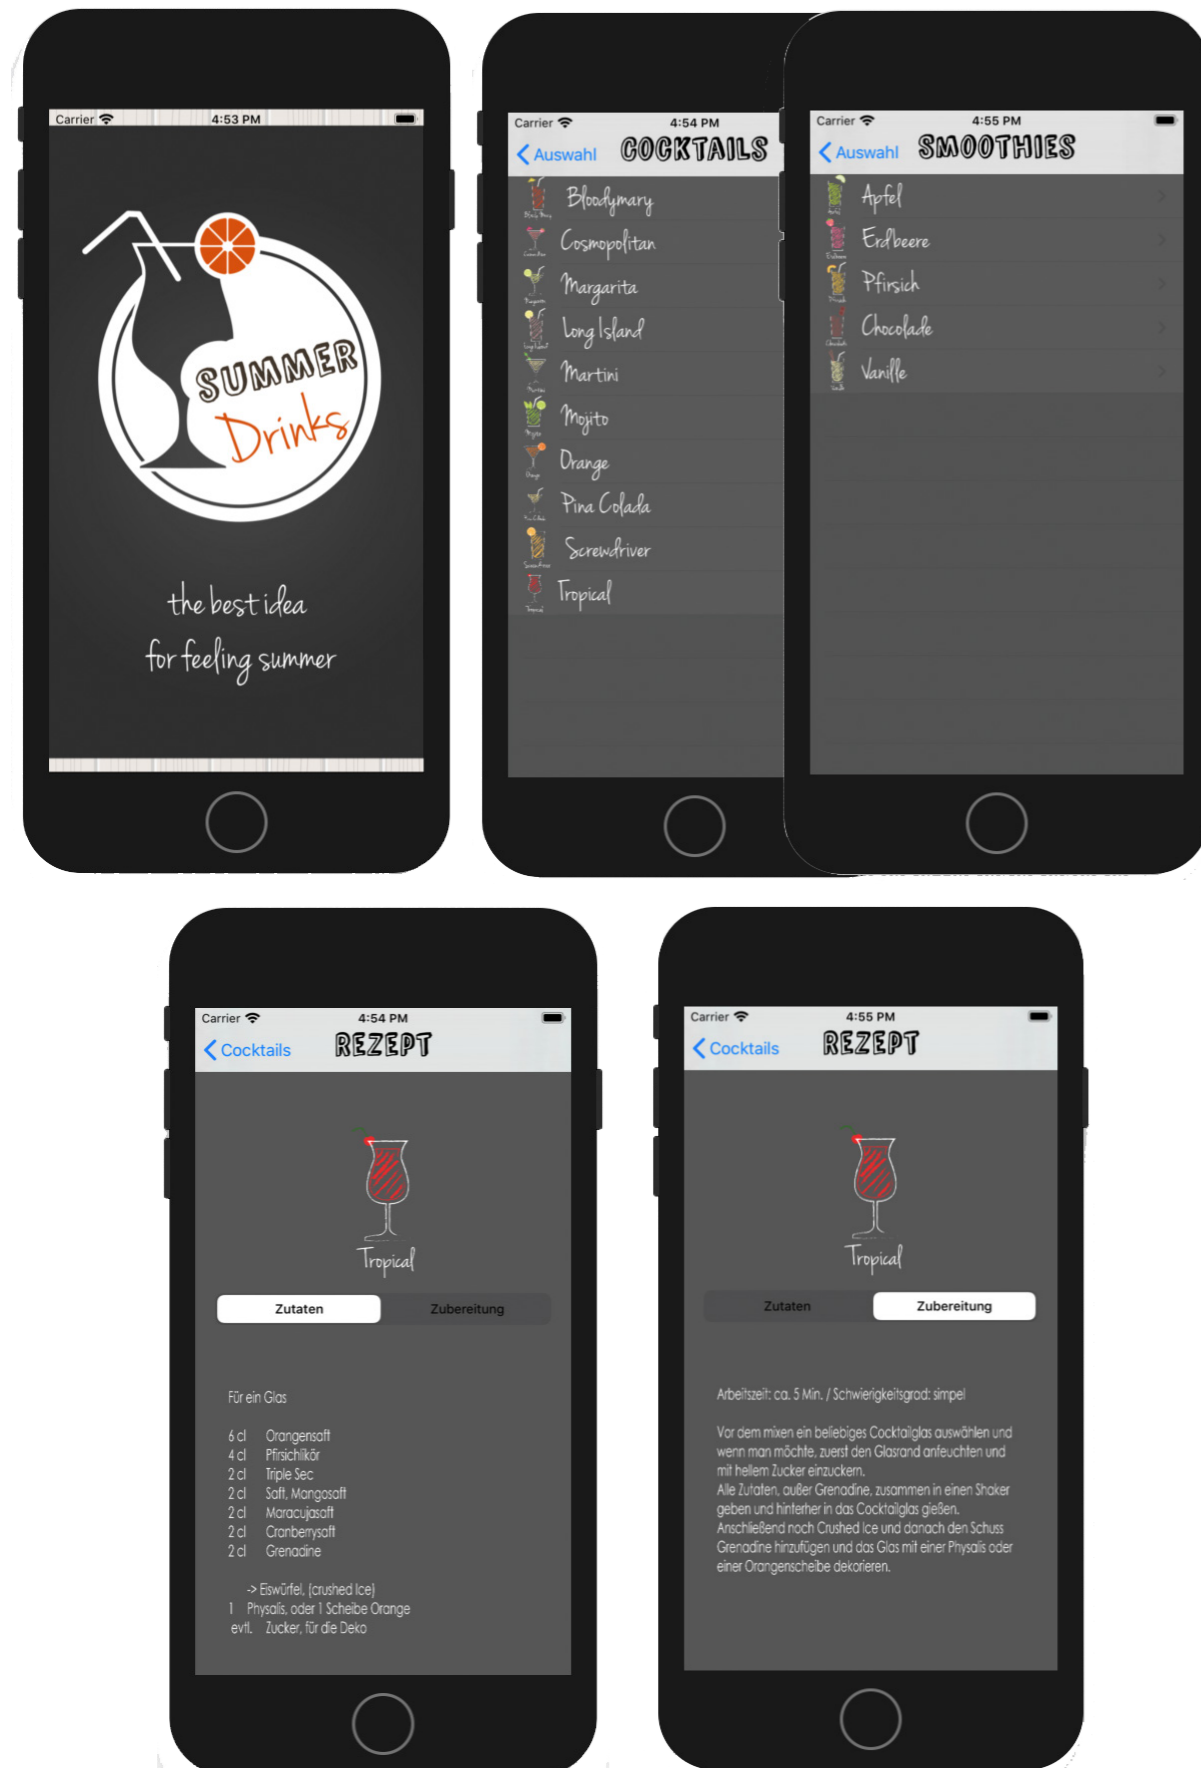 Carrier 4:53 PM
SUMMER
Drinks
the best idea
for feeling summer
Carrier 4:54 PM
Auswahl COCKTAILS
Bloodymary
Cosmopolitan
Margarita
Long Island
Martini
Mojito
Orange
Pina Colada
Screwdriver
Tropical
Carrier 4:55 PM
Auswahl SMOOTHIES
Apfel
Erdbeere
Pfirsich
Chocolade
Vanille
Carrier 4:54 PM
Cocktails REZEPT
Tropical
Zutaten Zubereitung
Für ein Glas
6 cl Orangensaft
4 cl Pfirsichlikör
2 cl Triple Sec
2 cl Saft, Mangosaft
2 cl Maracujasaft
2 cl Cranberrysaft
2 cl Grenadine
-> Eiswürfel, (crushed Ice)
1 Physalis, oder 1 Scheibe Orange
evtl. Zucker, für die Deko
Carrier 4:55 PM
Cocktails REZEPT
Tropical
Zutaten Zubereitung
Arbeitszeit: ca. 5 Min. / Schwierigkeitsgrad: simpel
Vor dem mixen ein beliebiges Cocktailglas auswählen und
wenn man möchte, zuerst den Glasrand anfeuchten und
mit hellem Zucker einzuckern.
Alle Zutaten, außer Grenadine, zusammen in einen Shaker
geben und hinterher in das Cocktailglas gießen.
Anschließend noch Crushed Ice und danach den Schuss
Grenadine hinzufügen und das Glas mit einer Physalis oder
einer Orangenscheibe dekorieren.